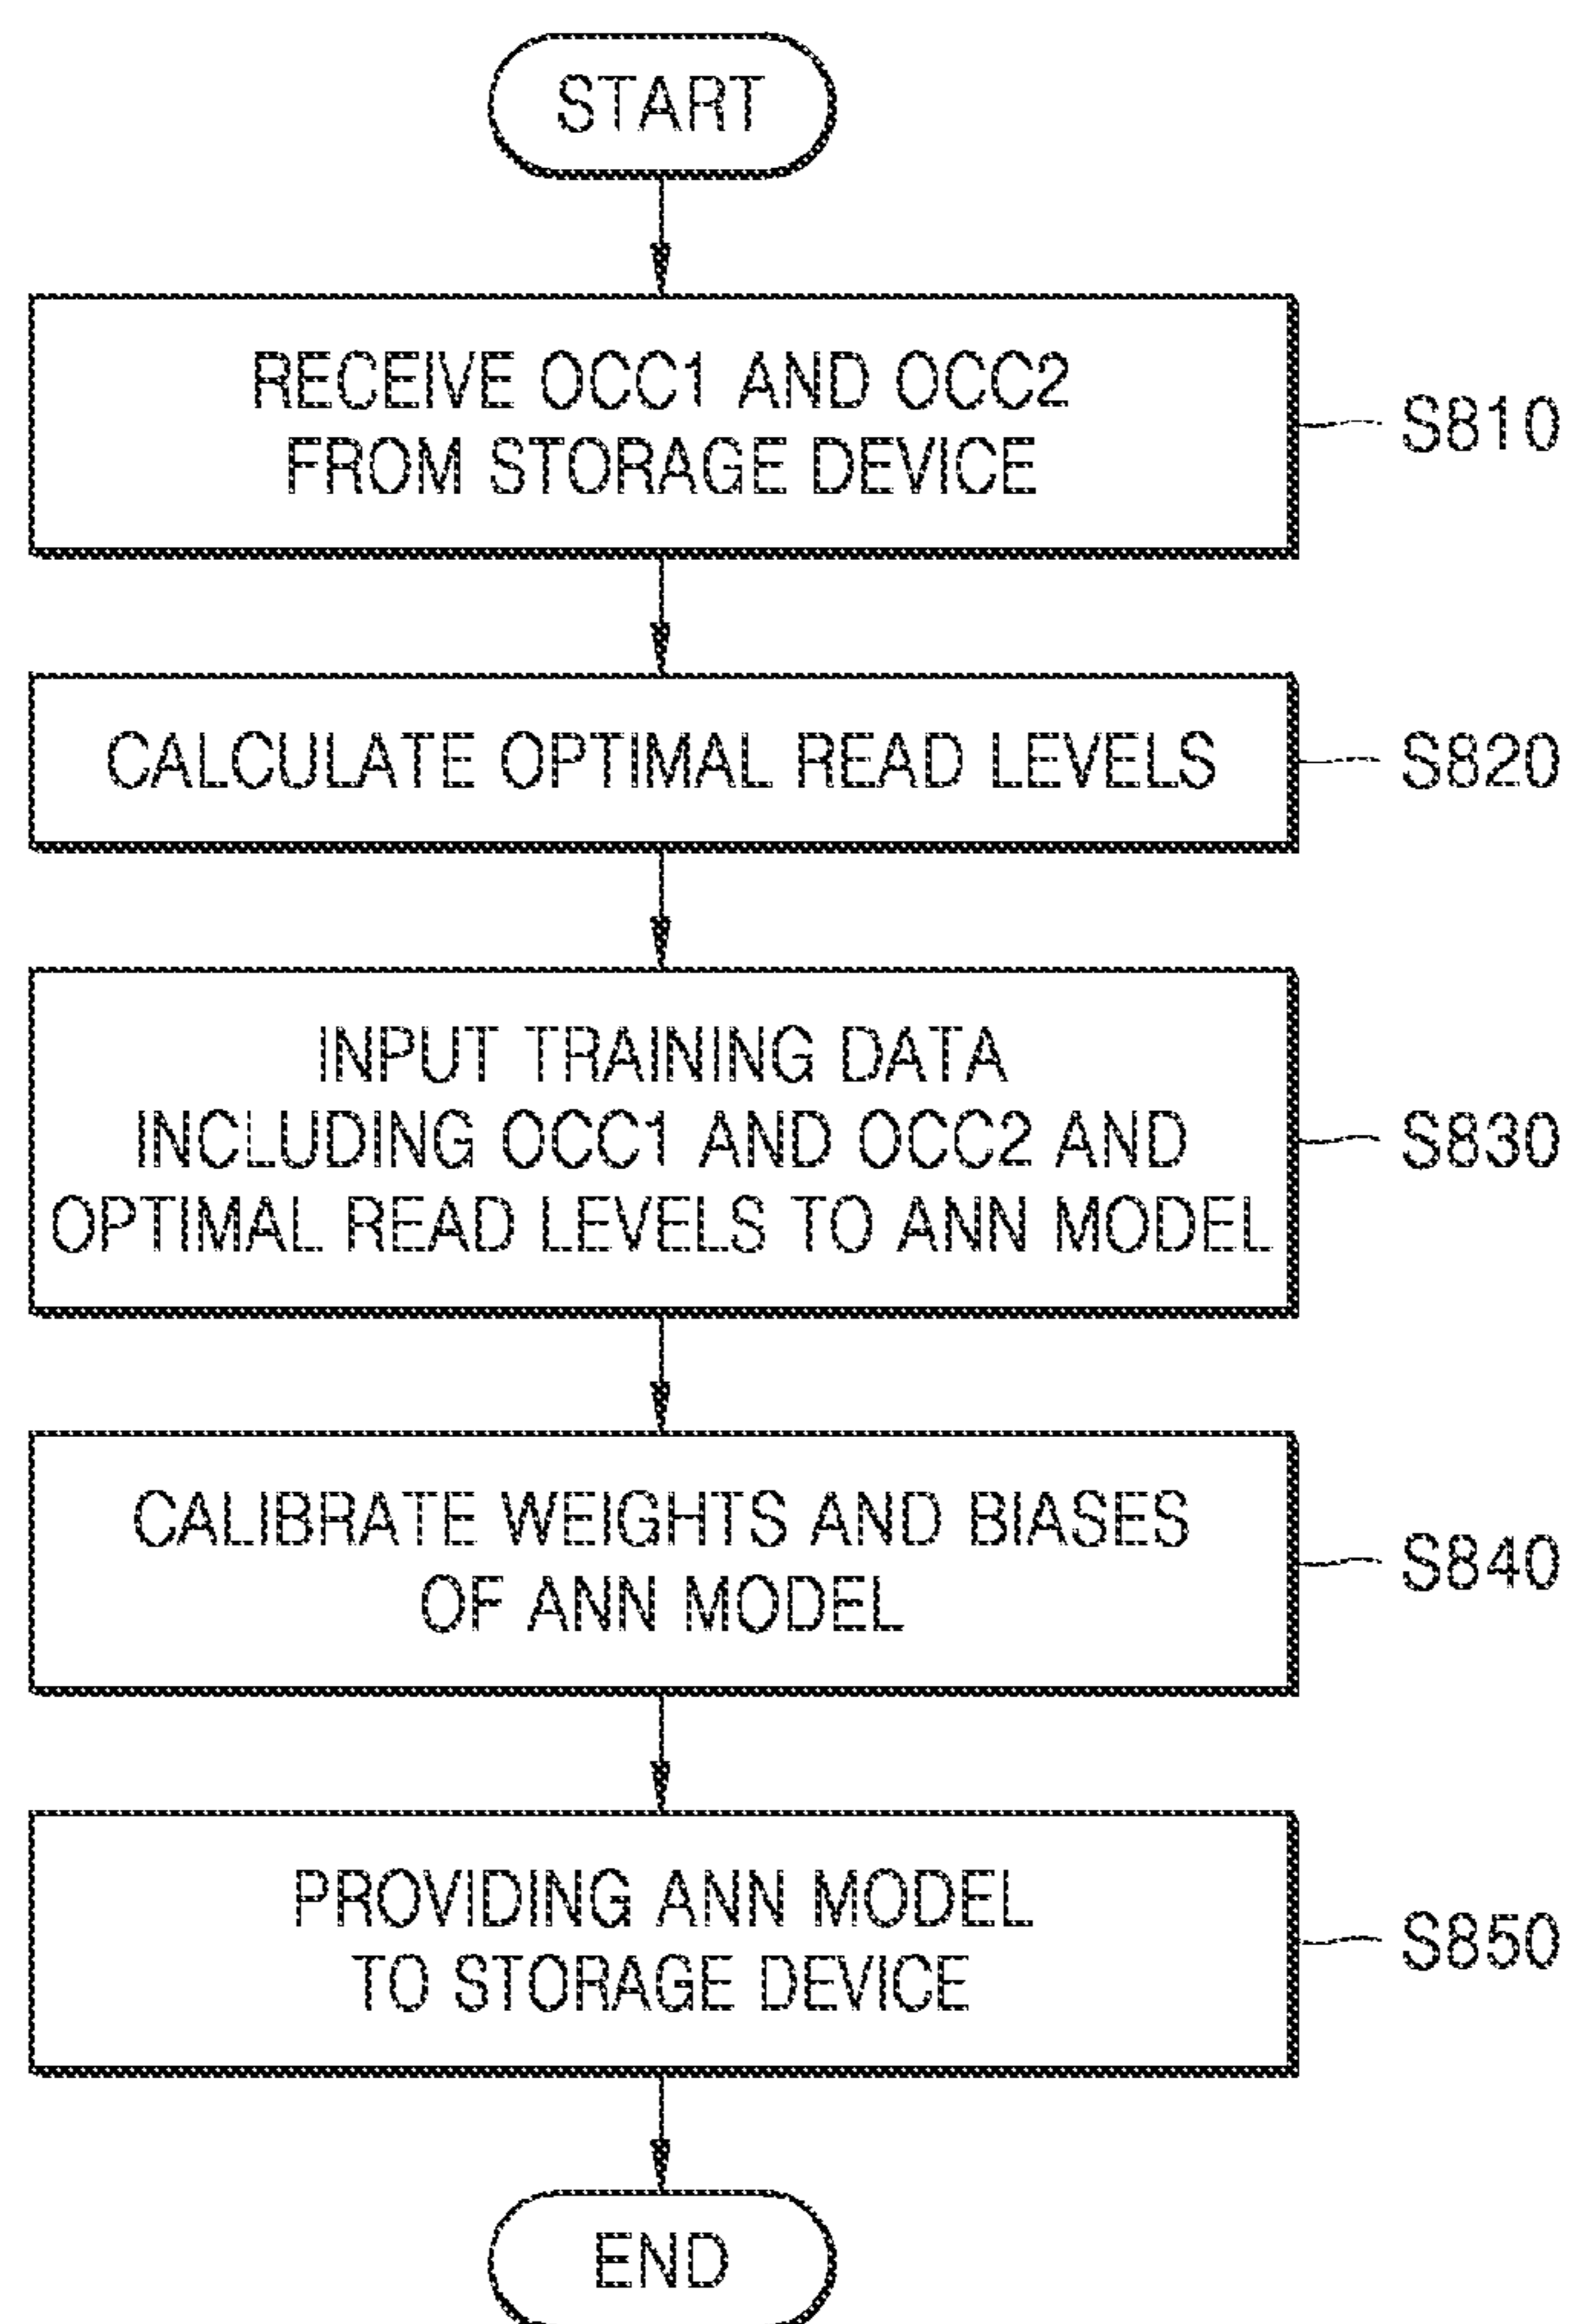 START
RECEIVE OCC1 AND OCC2
FROM STORAGE DEVICE
S810
CALCULATE OPTIMAL READ LEVELS
S820
INPUT TRAINING DATA
INCLUDING OCC1 AND OCC2 AND
OPTIMAL READ LEVELS TO ANN MODEL
S830
CALIBRATE WEIGHTS AND BIASES
OF ANN MODEL
S840
PROVIDING ANN MODEL
TO STORAGE DEVICE
S850
END